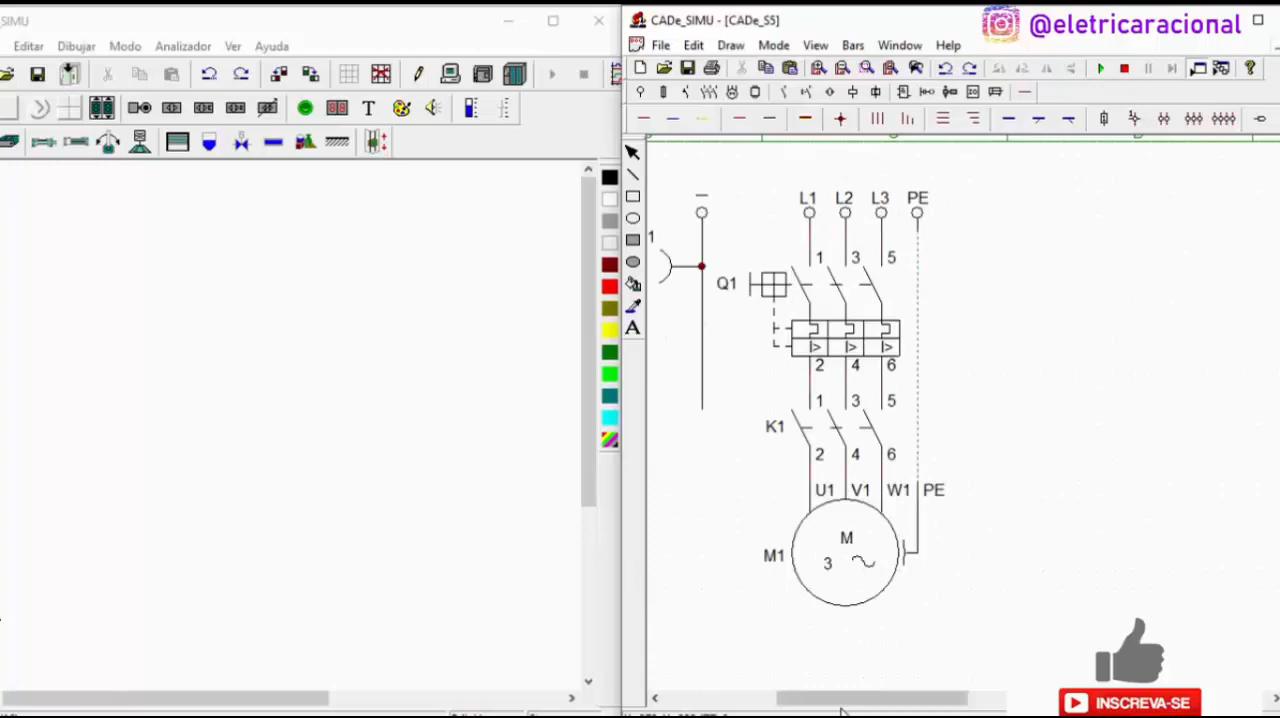 _SIMU
Editar Dibujar Modo Analizador Ver Ayuda
T
CADe_SIMU - [CADe_S5]
@eletricaracional
File Edit Draw Mode View Bars Window Help
A
1
L1 L2 L3 PE
Q1
1 3 5
I> I> I>
2 4 6
K1
1 3 5
2 4 6
U1 V1 W1 PE
M1
M
3
INSCREVA-SE